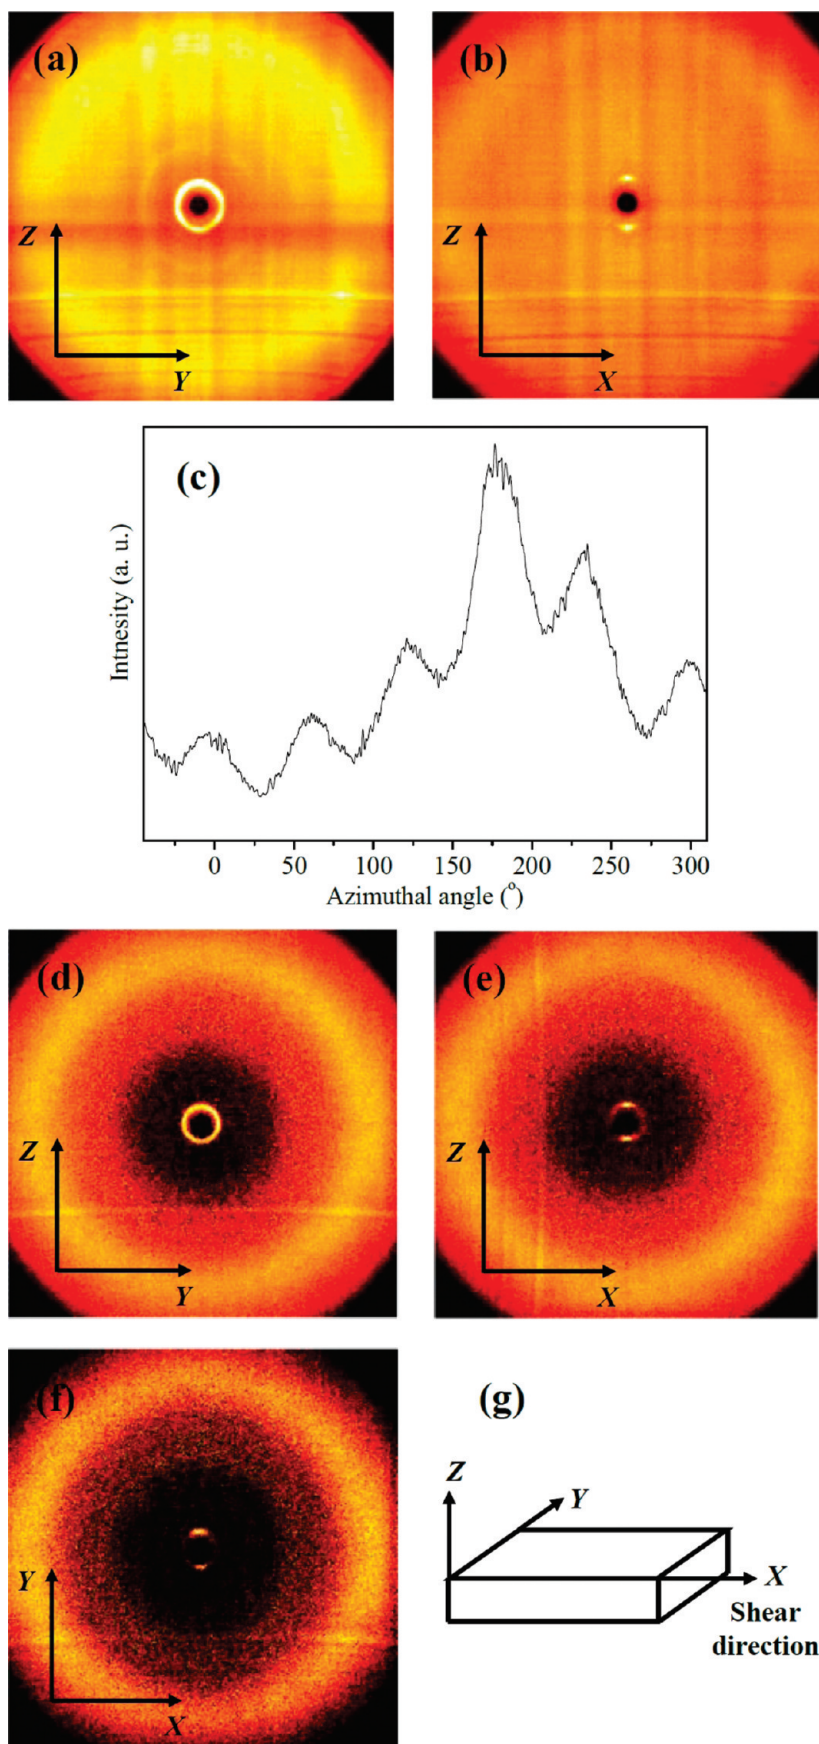 (a)
(b)
Z
Y
Z
X
(c)
Intnesity (a. u.)
0 50 100 150 200 250 300
Azimuthal angle (°)
(d)
(e)
Z
Y
Z
X
(f)
(g)
Y
X
Z
Y
X
Shear
direction